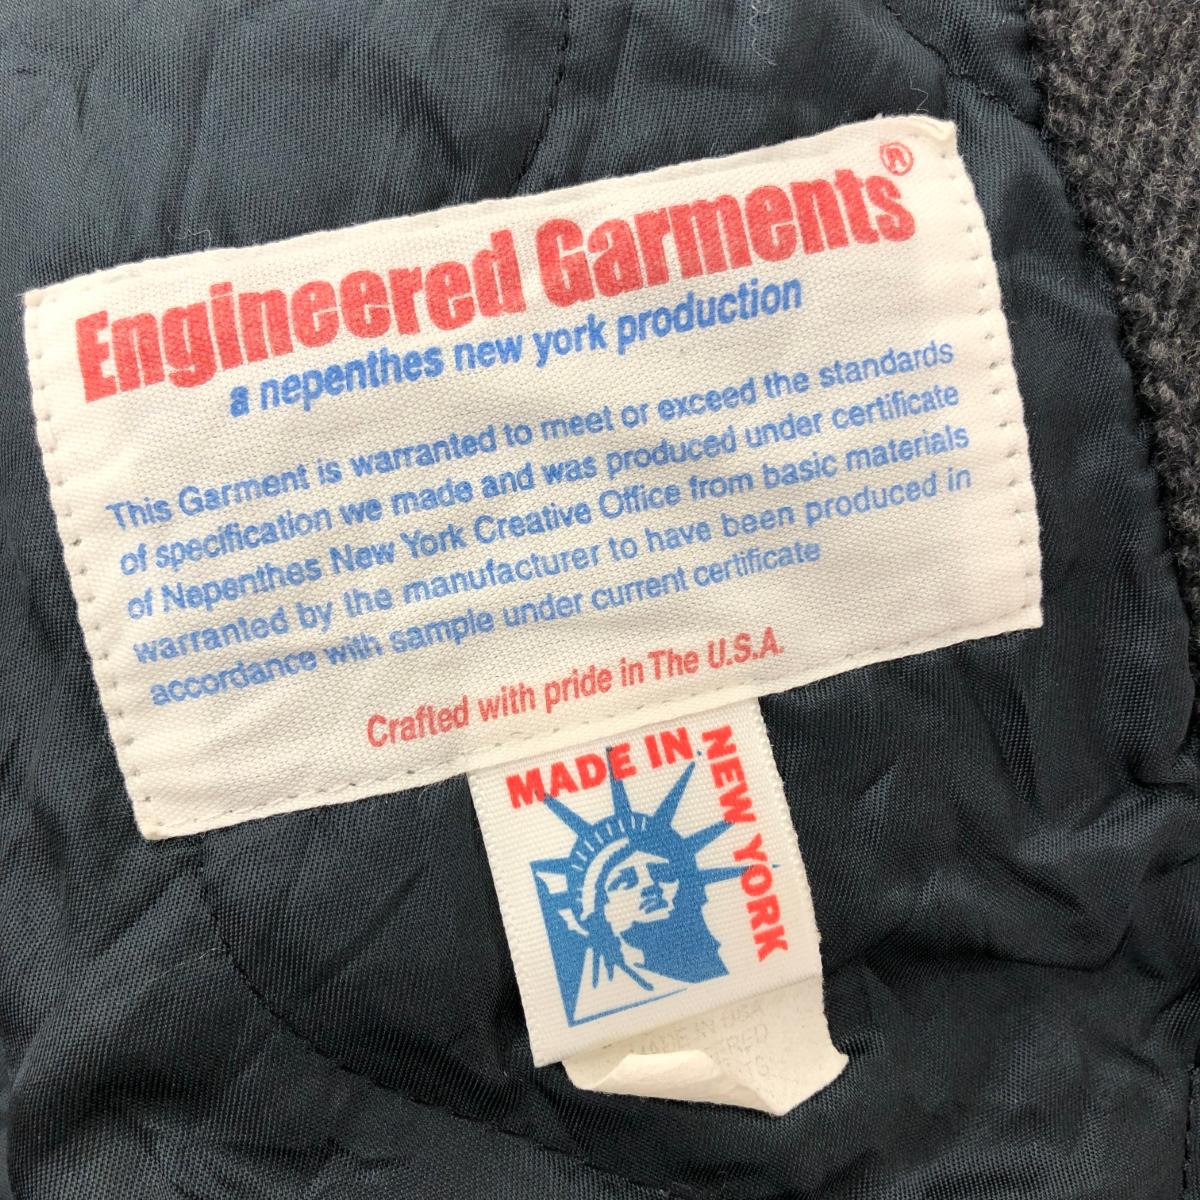 Engineered Garments®
a nepenthes new york production
This Garment is warranted to meet or exceed the standards
of specification we made and was produced under certificate
of Nepenthes New York Creative Office from basic materials
warranted by the manufacturer to have been produced in
accordance with sample under current certificate
Crafted with pride in The U.S.A.
MADE IN NEW YORK
MADE IN USA